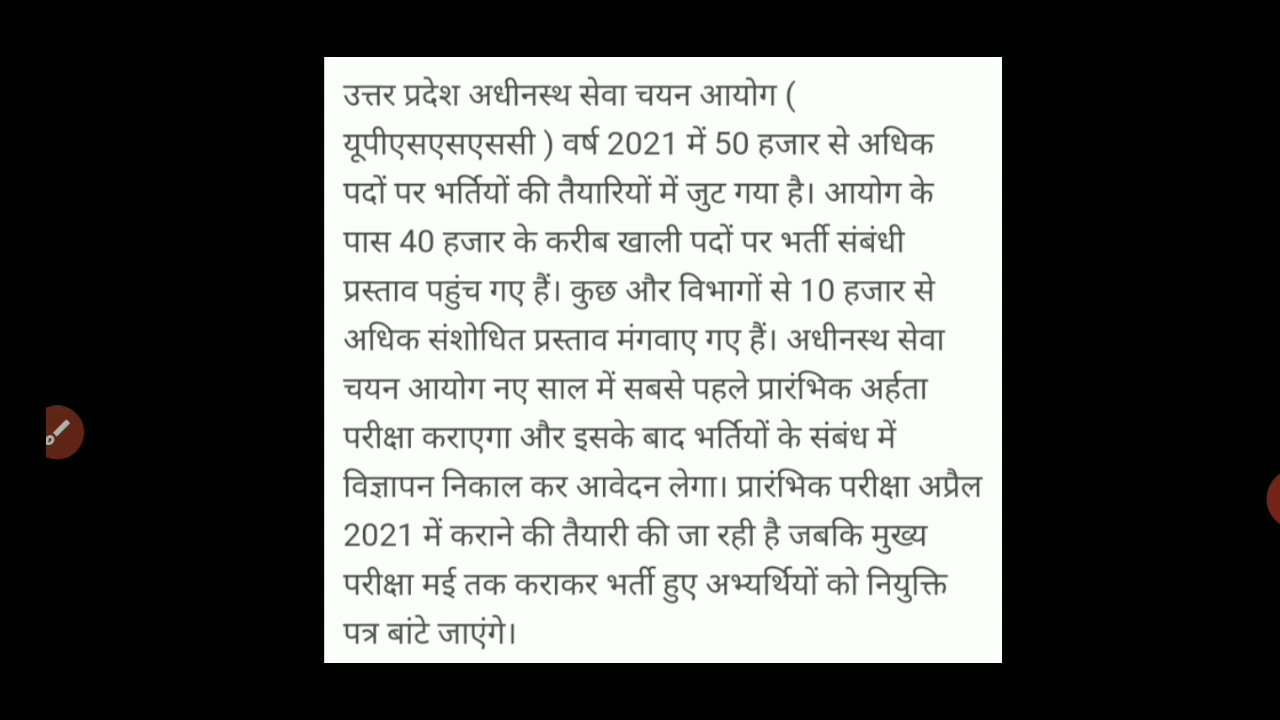 उत्तर प्रदेश अधीनस्थ सेवा चयन आयोग (
यूपीएसएसएससी ) वर्ष 2021 में 50 हजार से अधिक
पदों पर भर्तियों की तैयारियों में जुट गया है। आयोग के
पास 40 हजार के करीब खाली पदों पर भर्ती संबंधी
प्रस्ताव पहुंच गए हैं। कुछ और विभागों से 10 हजार से
अधिक संशोधित प्रस्ताव मंगवाए गए हैं। अधीनस्थ सेवा
चयन आयोग नए साल में सबसे पहले प्रारंभिक अर्हता
परीक्षा कराएगा और इसके बाद भर्तियों के संबंध में
विज्ञापन निकाल कर आवेदन लेगा। प्रारंभिक परीक्षा अप्रैल
2021 में कराने की तैयारी की जा रही है जबकि मुख्य
परीक्षा मई तक कराकर भर्ती हुए अभ्यर्थियों को नियुक्ति
पत्र बांटे जाएंगे।